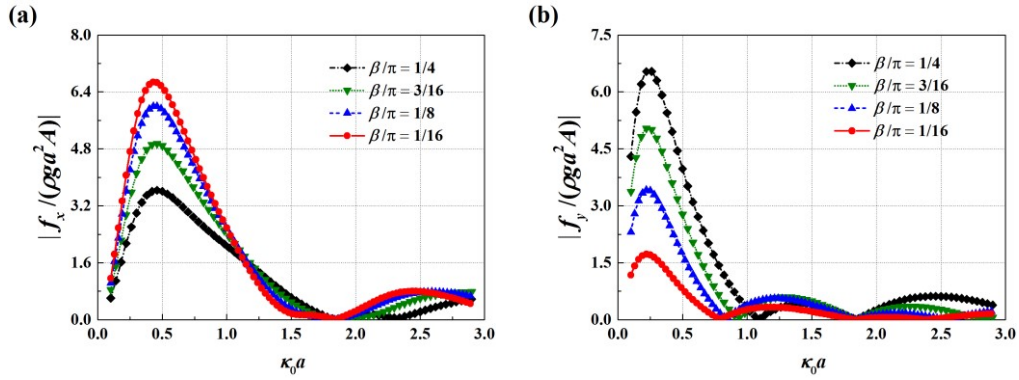 (a)
8.0
6.4
4.8
3.2
1.6
0.0
|f_x/(ρga²A)|
β/π = 1/4
β/π = 3/16
β/π = 1/8
β/π = 1/16
0.0 0.5 1.0 1.5 2.0 2.5 3.0
κ₀a
(b)
7.5
6.0
4.5
3.0
1.5
0.0
|f_y/(ρga²A)|
β/π = 1/4
β/π = 3/16
β/π = 1/8
β/π = 1/16
0.0 0.5 1.0 1.5 2.0 2.5 3.0
κ₀a